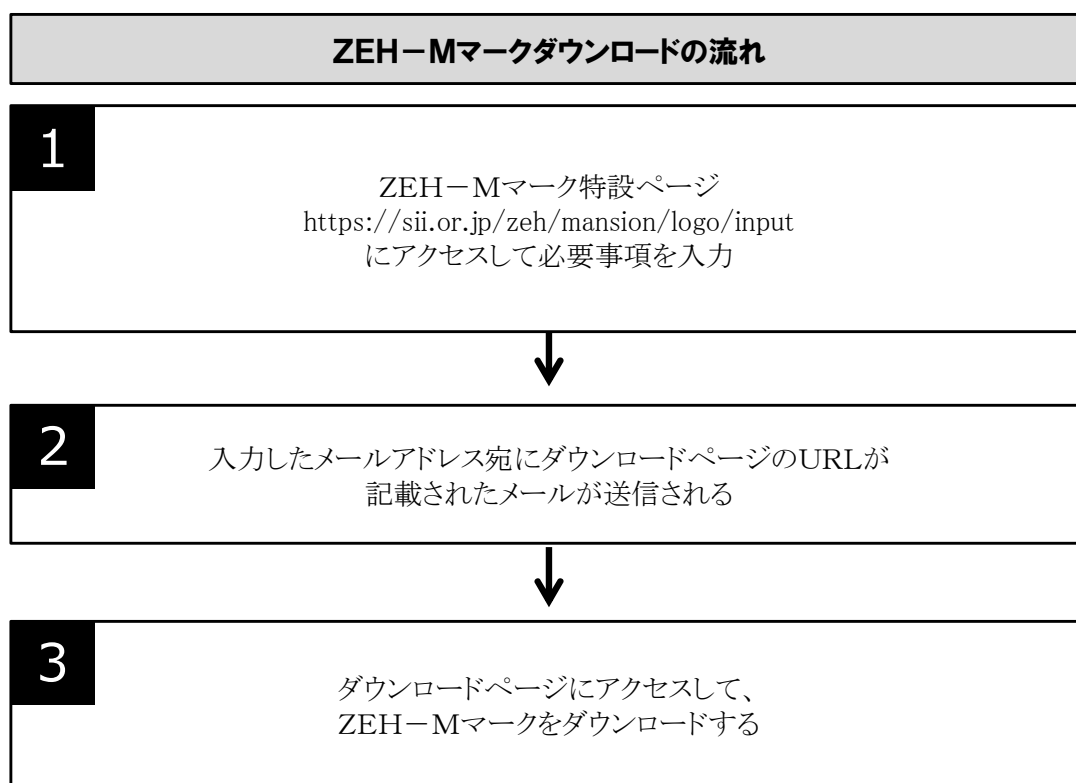 ZEH－Mマークダウンロードの流れ
1
ZEH－Mマーク特設ページ
https://sii.or.jp/zeh/mansion/logo/input
にアクセスして必要事項を入力
2
入力したメールアドレス宛にダウンロードページのURLが
記載されたメールが送信される
3
ダウンロードページにアクセスして、
ZEH－Mマークをダウンロードする